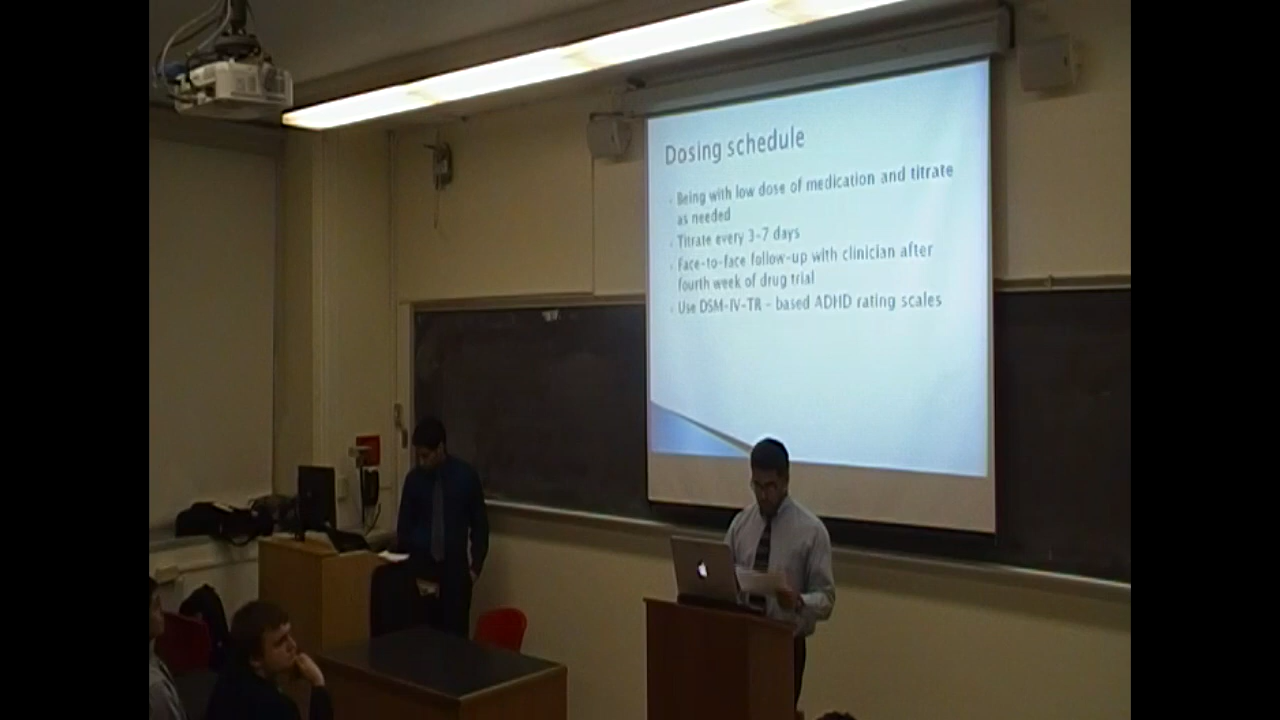 Dosing schedule
Being with low dose of medication and titrate
as needed
Titrate every 3-7 days
Face-to-face follow-up with clinician after
fourth week of drug trial
Use DSM-IV-TR - based ADHD rating scales